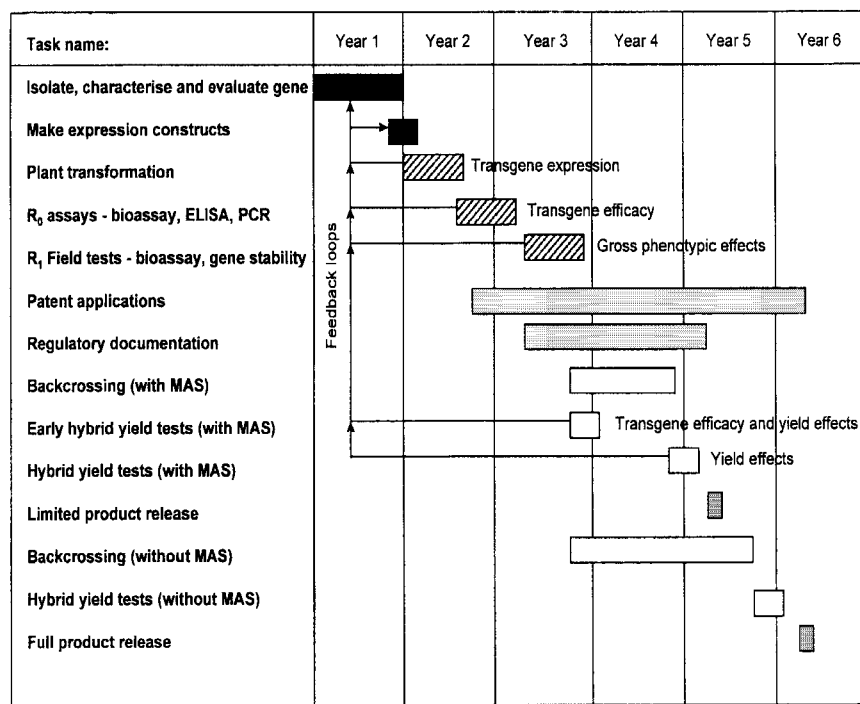 Task name: Year 1 Year 2 Year 3 Year 4 Year 5 Year 6
Isolate, characterise and evaluate gene
Make expression constructs
Plant transformation Transgene expression
R₀ assays - bioassay, ELISA, PCR Transgene efficacy
R₁ Field tests - bioassay, gene stability Gross phenotypic effects
Feedback loops
Patent applications
Regulatory documentation
Backcrossing (with MAS)
Early hybrid yield tests (with MAS) Transgene efficacy and yield effects
Hybrid yield tests (with MAS) Yield effects
Limited product release
Backcrossing (without MAS)
Hybrid yield tests (without MAS)
Full product release